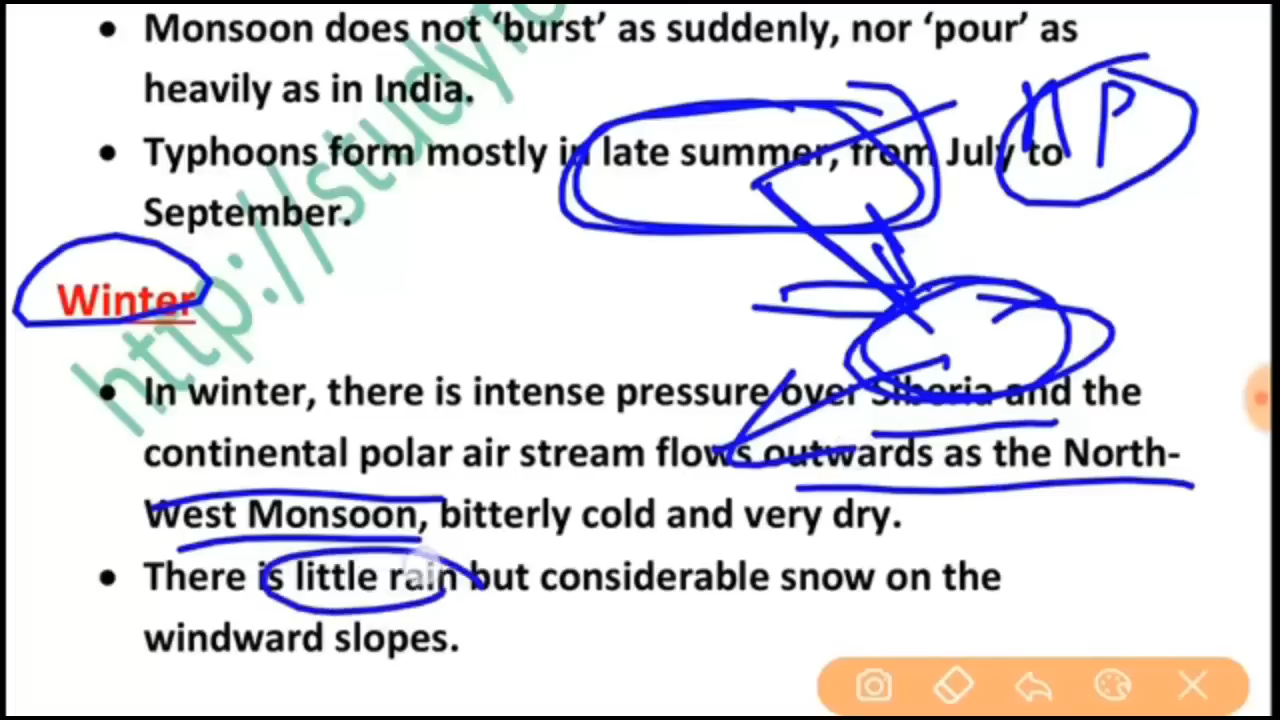 Monsoon does not ‘burst’ as suddenly, nor ‘pour’ as
heavily as in India.
HP
Typhoons form mostly in late summer, from July to
September.
Winter
In winter, there is intense pressure over Siberia and the
continental polar air stream flows outwards as the North-
West Monsoon, bitterly cold and very dry.
There is little rain but considerable snow on the
windward slopes.
http://studyfo